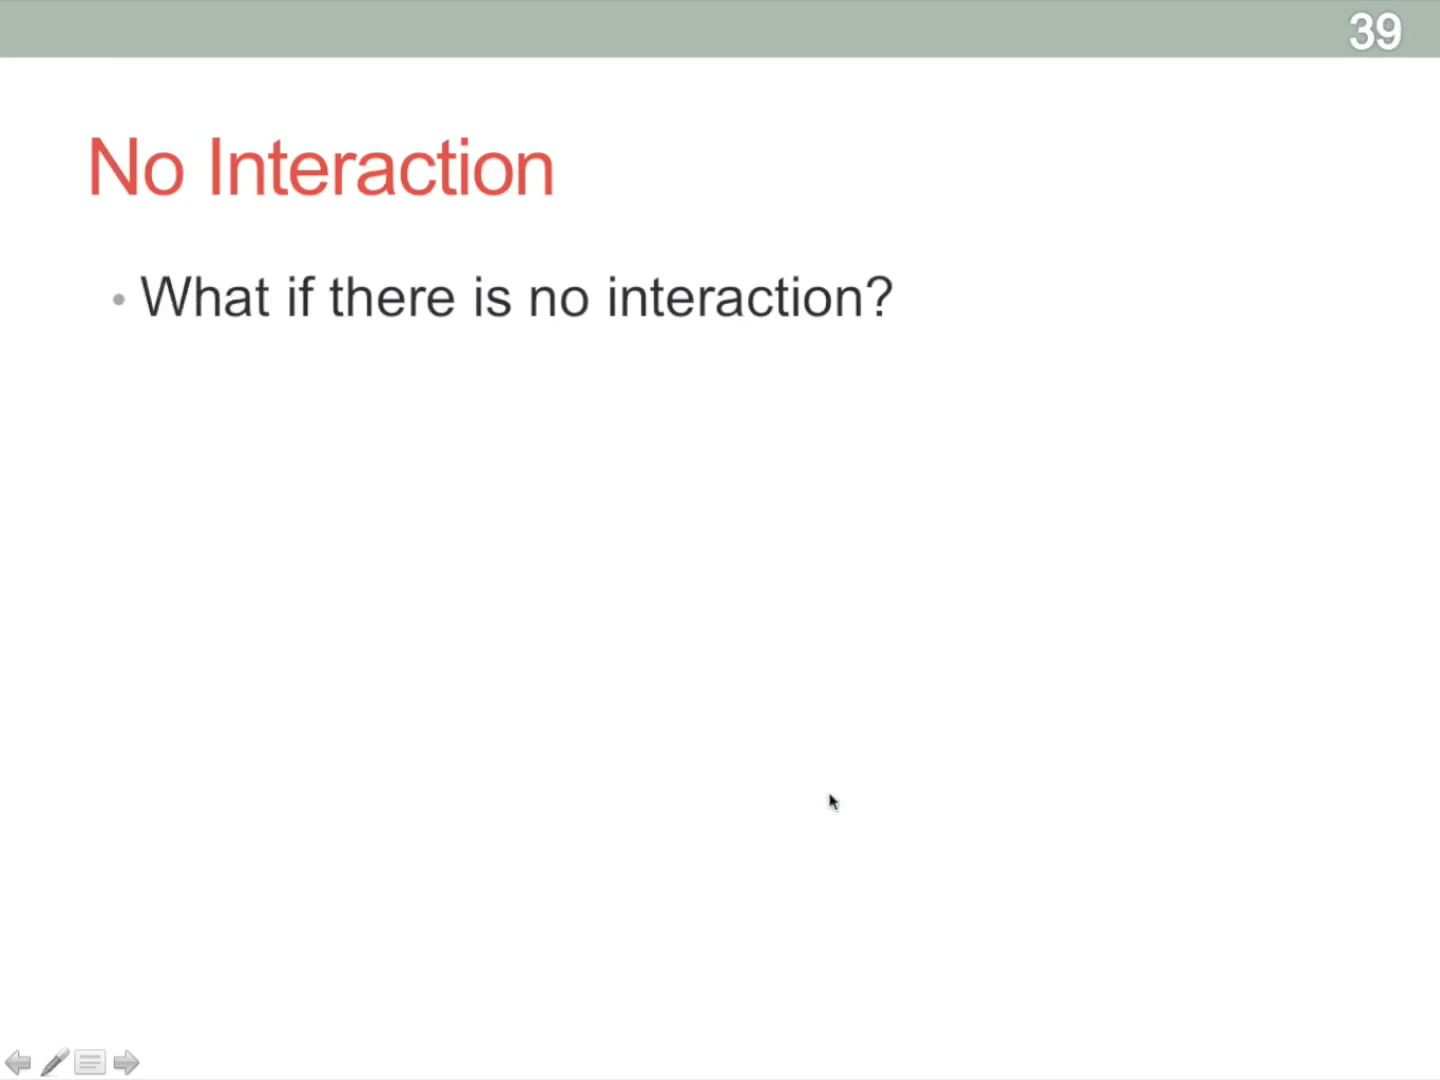 39
No Interaction
• What if there is no interaction?